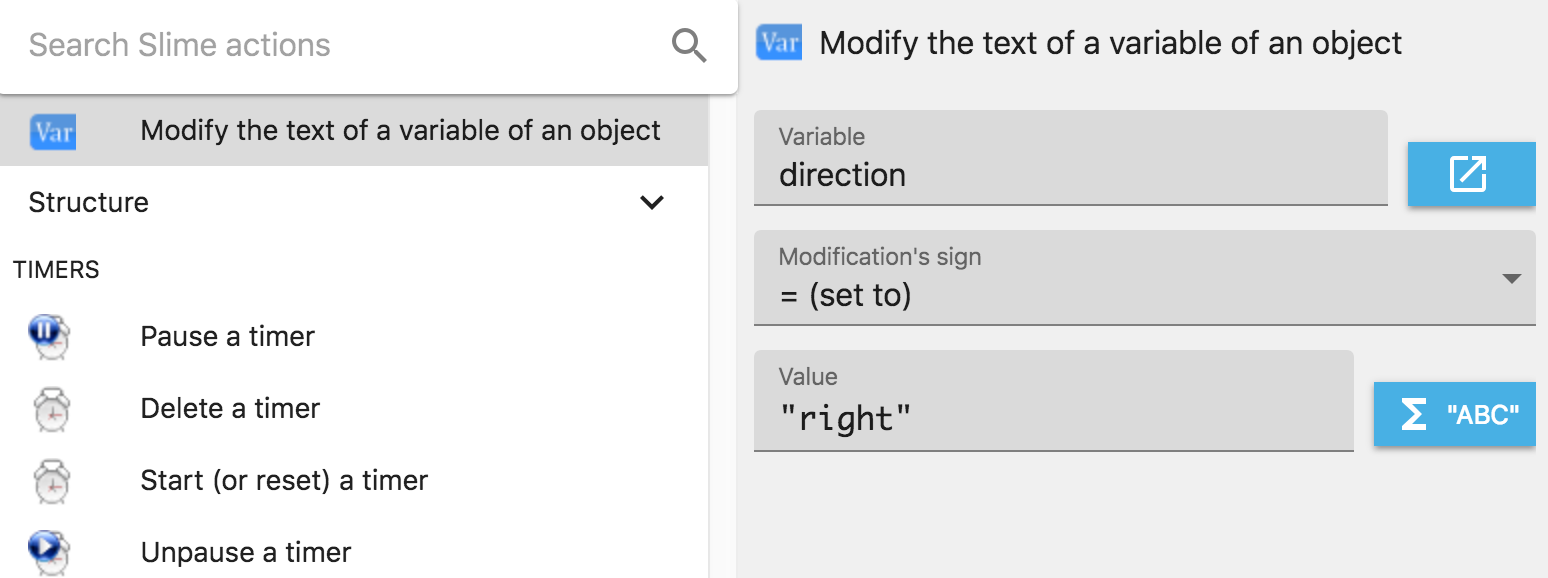 Search Slime actions
Var Modify the text of a variable of an object
Structure
TIMERS
Pause a timer
Delete a timer
Start (or reset) a timer
Unpause a timer
Var Modify the text of a variable of an object
Variable
direction
Modification's sign
= (set to)
Value
"right"
Σ "ABC"